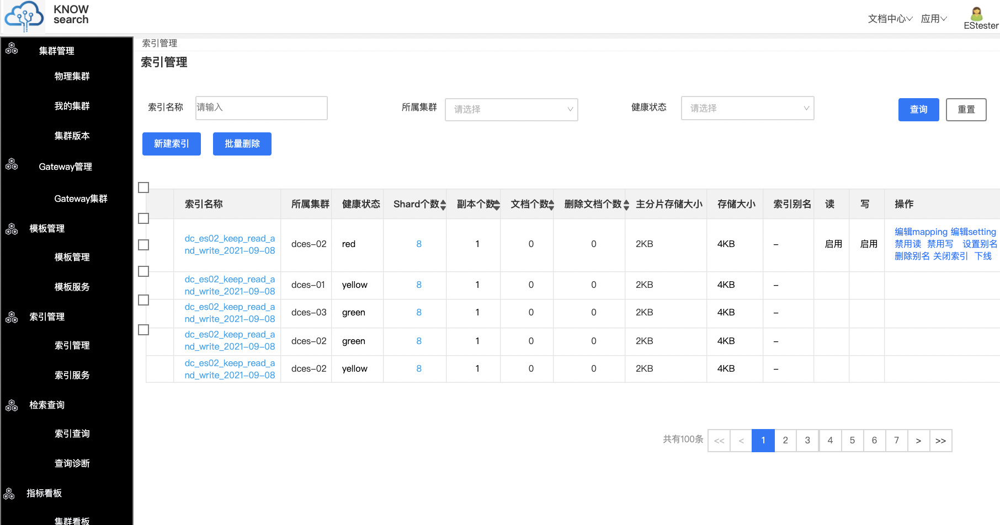 KNOW
search
文档中心 应用
EStester
集群管理
物理集群
我的集群
集群版本
Gateway管理
Gateway集群
模板管理
模板管理
模板服务
索引管理
索引管理
索引服务
检索查询
索引查询
查询诊断
指标看板
集群看板
索引管理
索引管理
索引名称 请输入 所属集群 请选择 健康状态 请选择 查询 重置
新建索引 批量删除
索引名称 所属集群 健康状态 Shard个数 副本个数 文档个数 删除文档个数 主分片存储大小 存储大小 索引别名 读 写 操作
dc_es02_keep_read_a
nd_write_2021-09-08 dces-02 red 8 1 0 0 2KB 4KB - 启用 启用
编辑mapping 编辑setting
禁用读 禁用写 设置别名
删除别名 关闭索引 下线
dc_es02_keep_read_a
nd_write_2021-09-08 dces-01 yellow 8 1 0 0 2KB 4KB -
dc_es02_keep_read_a
nd_write_2021-09-08 dces-03 green 8 1 0 0 2KB 4KB -
dc_es02_keep_read_a
nd_write_2021-09-08 dces-02 green 8 1 0 0 2KB 4KB -
dc_es02_keep_read_a
nd_write_2021-09-08 dces-02 yellow 8 1 0 0 2KB 4KB -
共有100条 << < 1 2 3 4 5 6 7 > >>